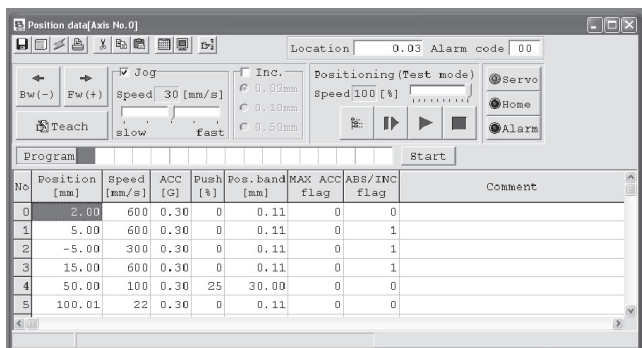 Position data[Axis No.0]
Location 0.03 Alarm code 00
Jog Inc. Positioning(Test mode)
Bw(-) Fw(+) Speed 30 [mm/s] 0.03mm Speed 100 [%] Servo
0.10mm Home
Teach slow fast 0.50mm Alarm
Program Start
No Position [mm] Speed [mm/s] ACC [G] Push [%] Pos.band [mm] MAX ACC flag ABS/INC flag Comment
0 2.00 600 0.30 0 0.11 0 0
1 5.00 600 0.30 0 0.11 0 1
2 -5.00 300 0.30 0 0.11 0 1
3 15.00 600 0.30 0 0.11 0 1
4 50.00 100 0.30 25 30.00 0 0
5 100.01 22 0.30 0 0.11 0 0